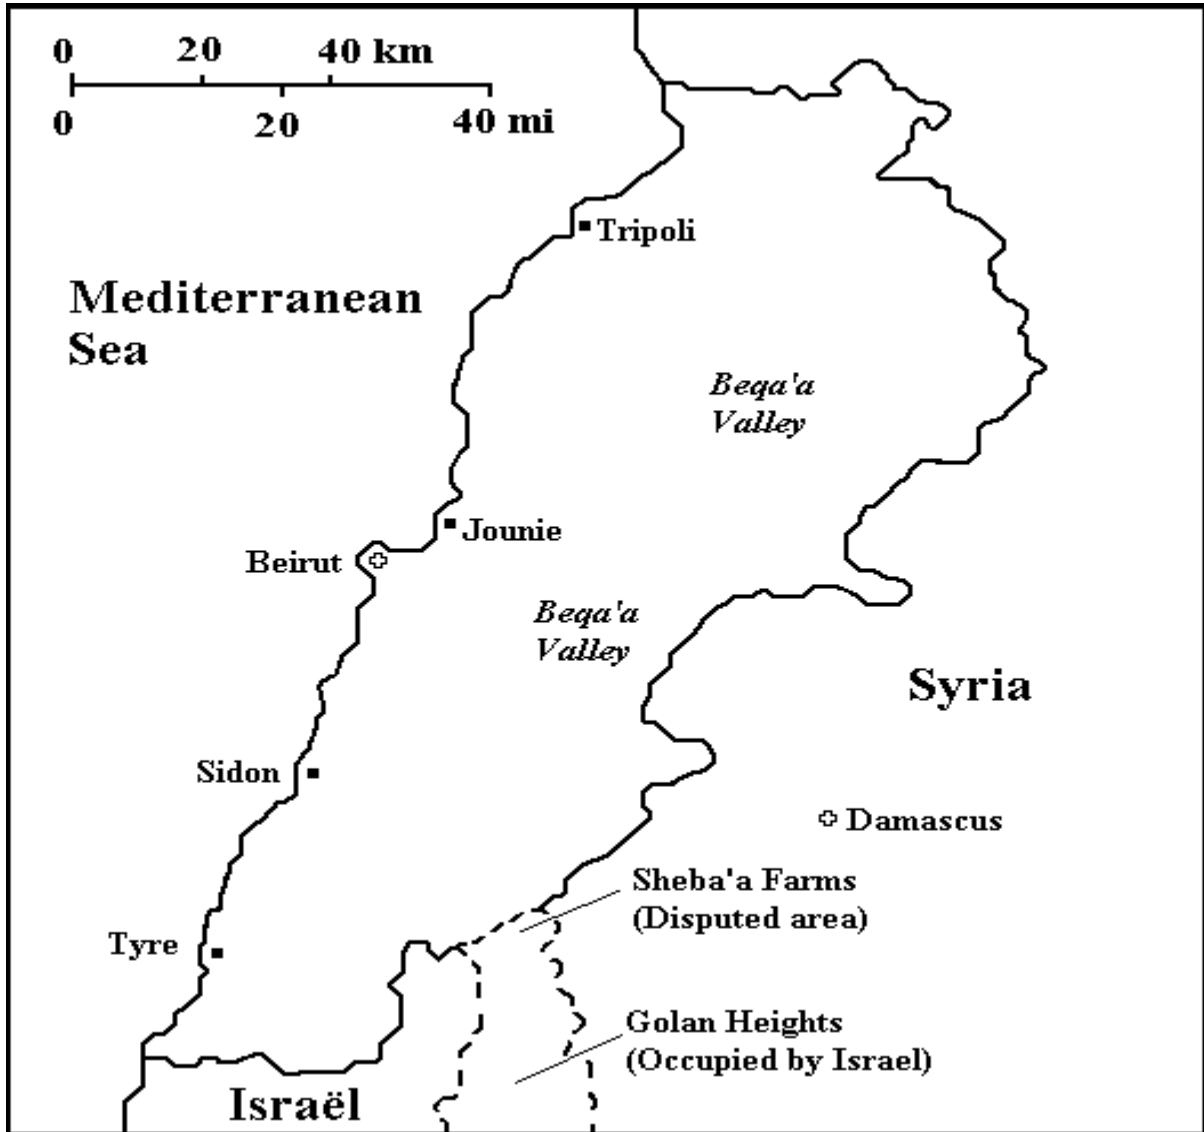 0 20 40 km
0 20 40 mi
Tripoli
Mediterranean
Sea
Beqa'a
Valley
Jounie
Beirut
Beqa'a
Valley
Syria
Sidon
Damascus
Sheba'a Farms
(Disputed area)
Tyre
Golan Heights
(Occupied by Israel)
Israël